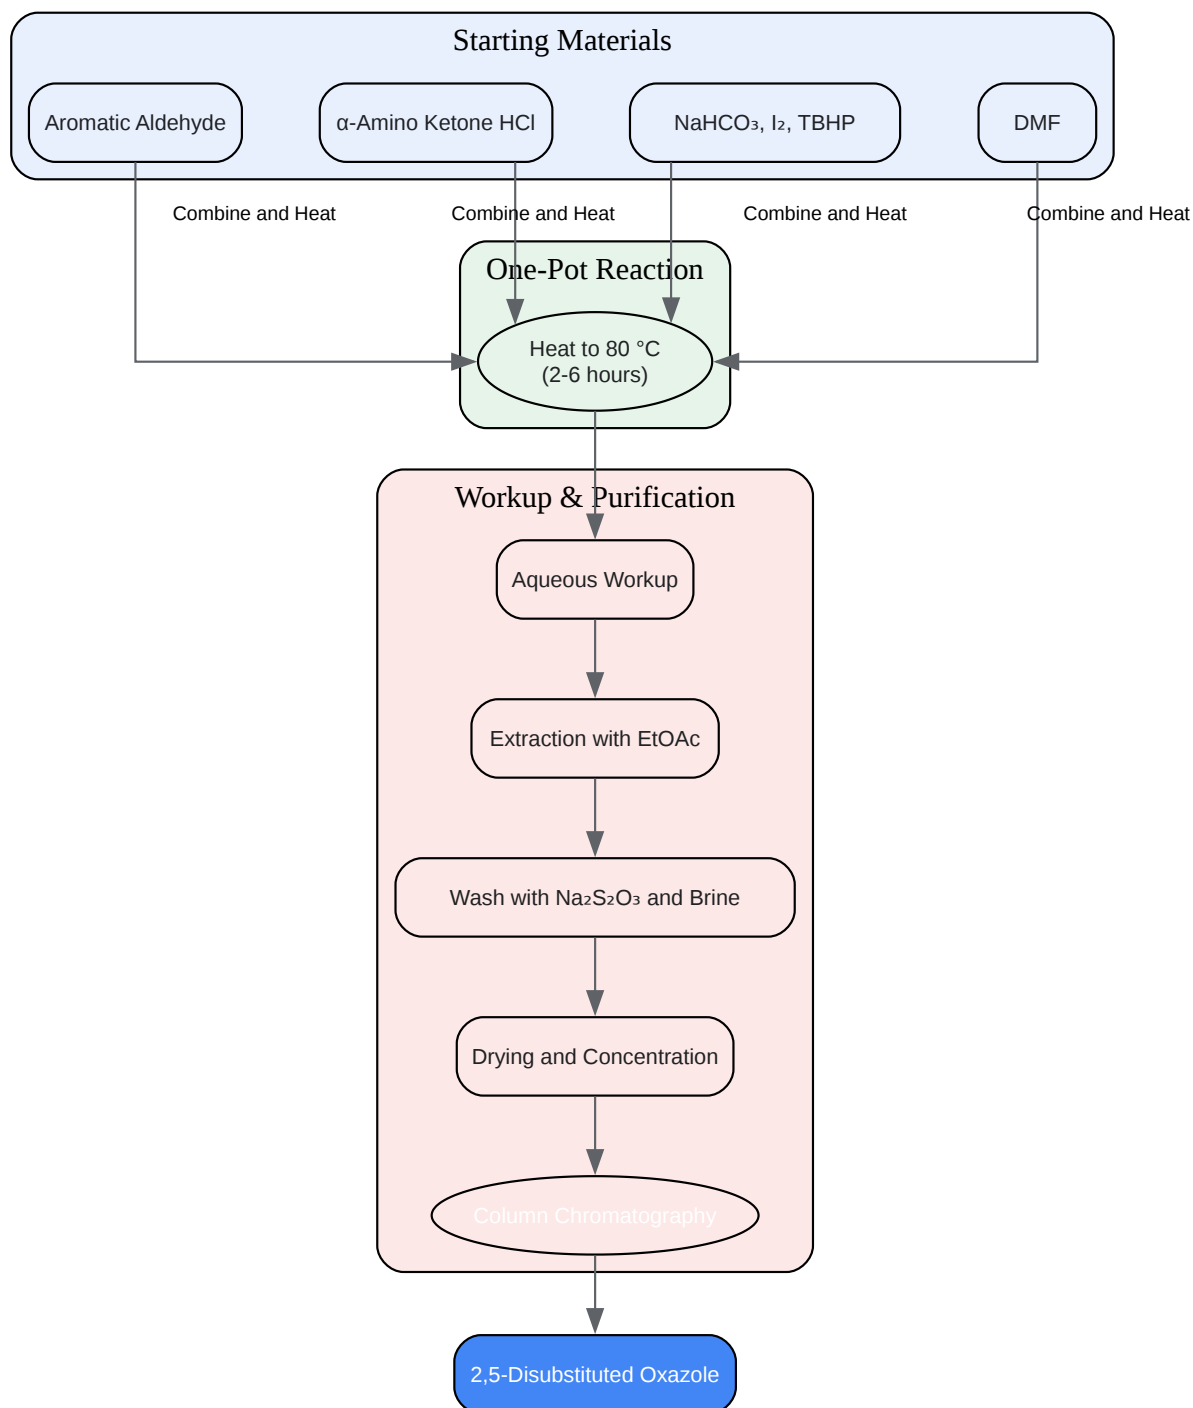 Starting Materials
Aromatic Aldehyde
α-Amino Ketone HCl
NaHCO₃, I₂, TBHP
DMF
Combine and Heat
Combine and Heat
Combine and Heat
Combine and Heat
One-Pot Reaction
Heat to 80 °C
(2-6 hours)
Workup & Purification
Aqueous Workup
Extraction with EtOAc
Wash with Na₂S₂O₃ and Brine
Drying and Concentration
Column Chromatography
2,5-Disubstituted Oxazole